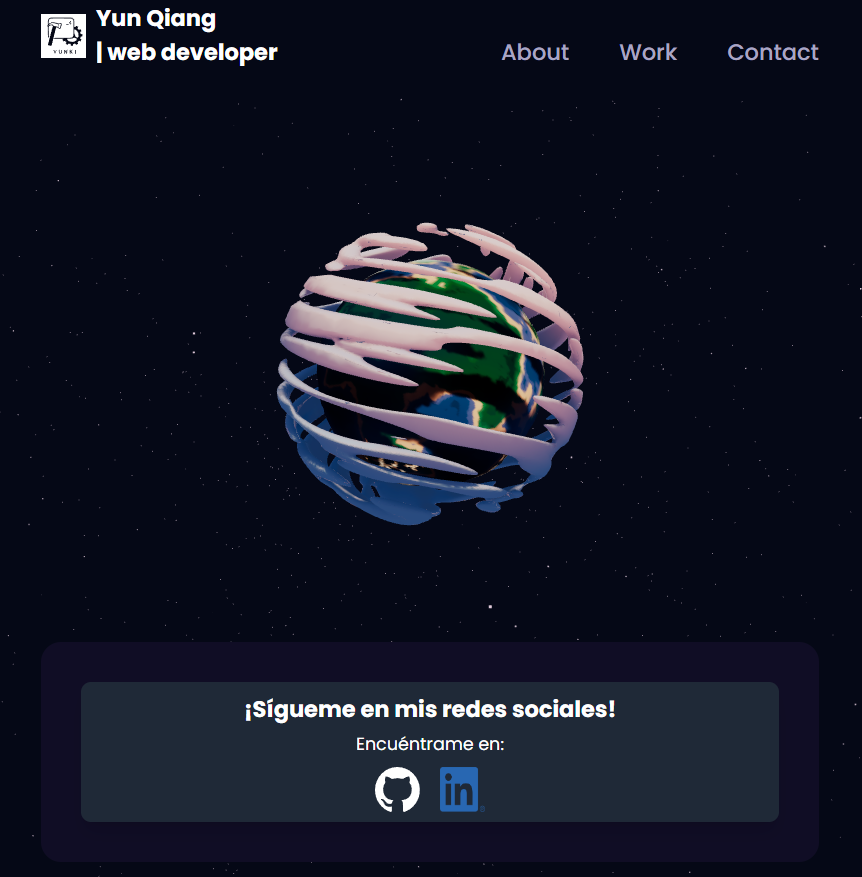 Yun Qiang
| web developer
YUNKI
About
Work
Contact
¡Sígueme en mis redes sociales!
Encuéntrame en:
in